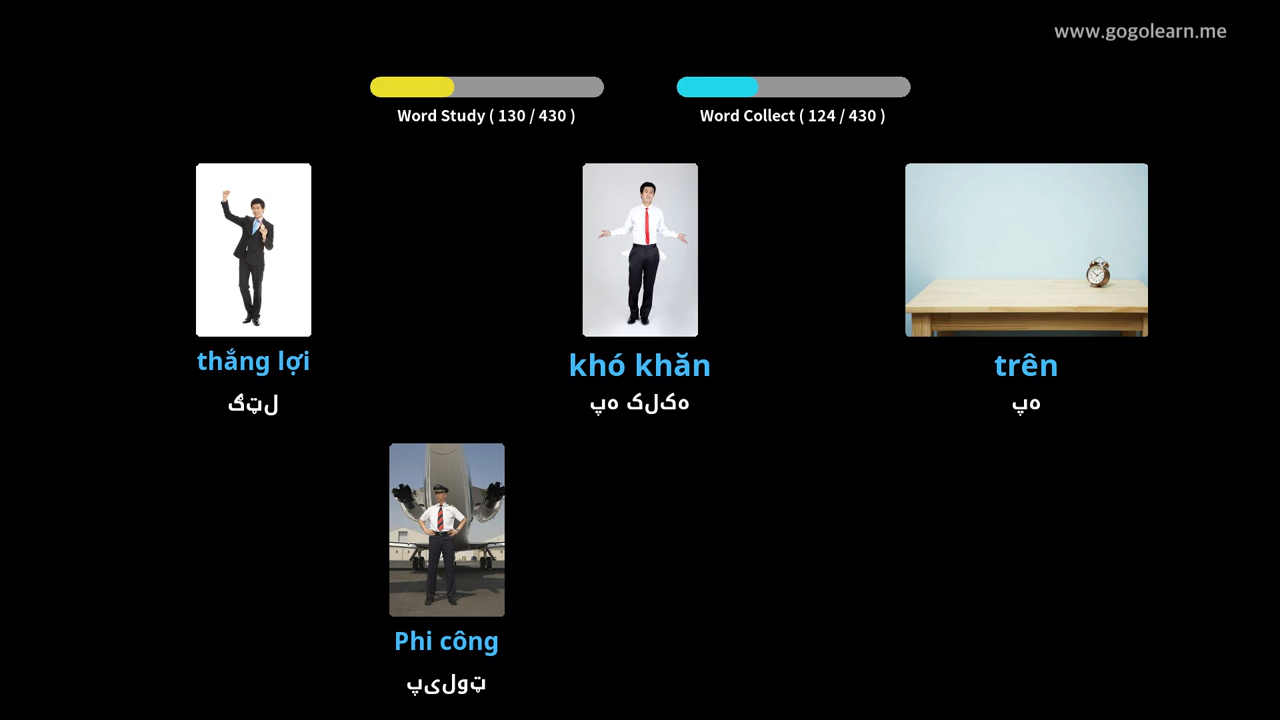 www.gogolearn.me
Word Study ( 130 / 430 )
Word Collect ( 124 / 430 )
thắng lợi
ګټل
khó khăn
په کلکه
trên
په
Phi công
پیلوټ